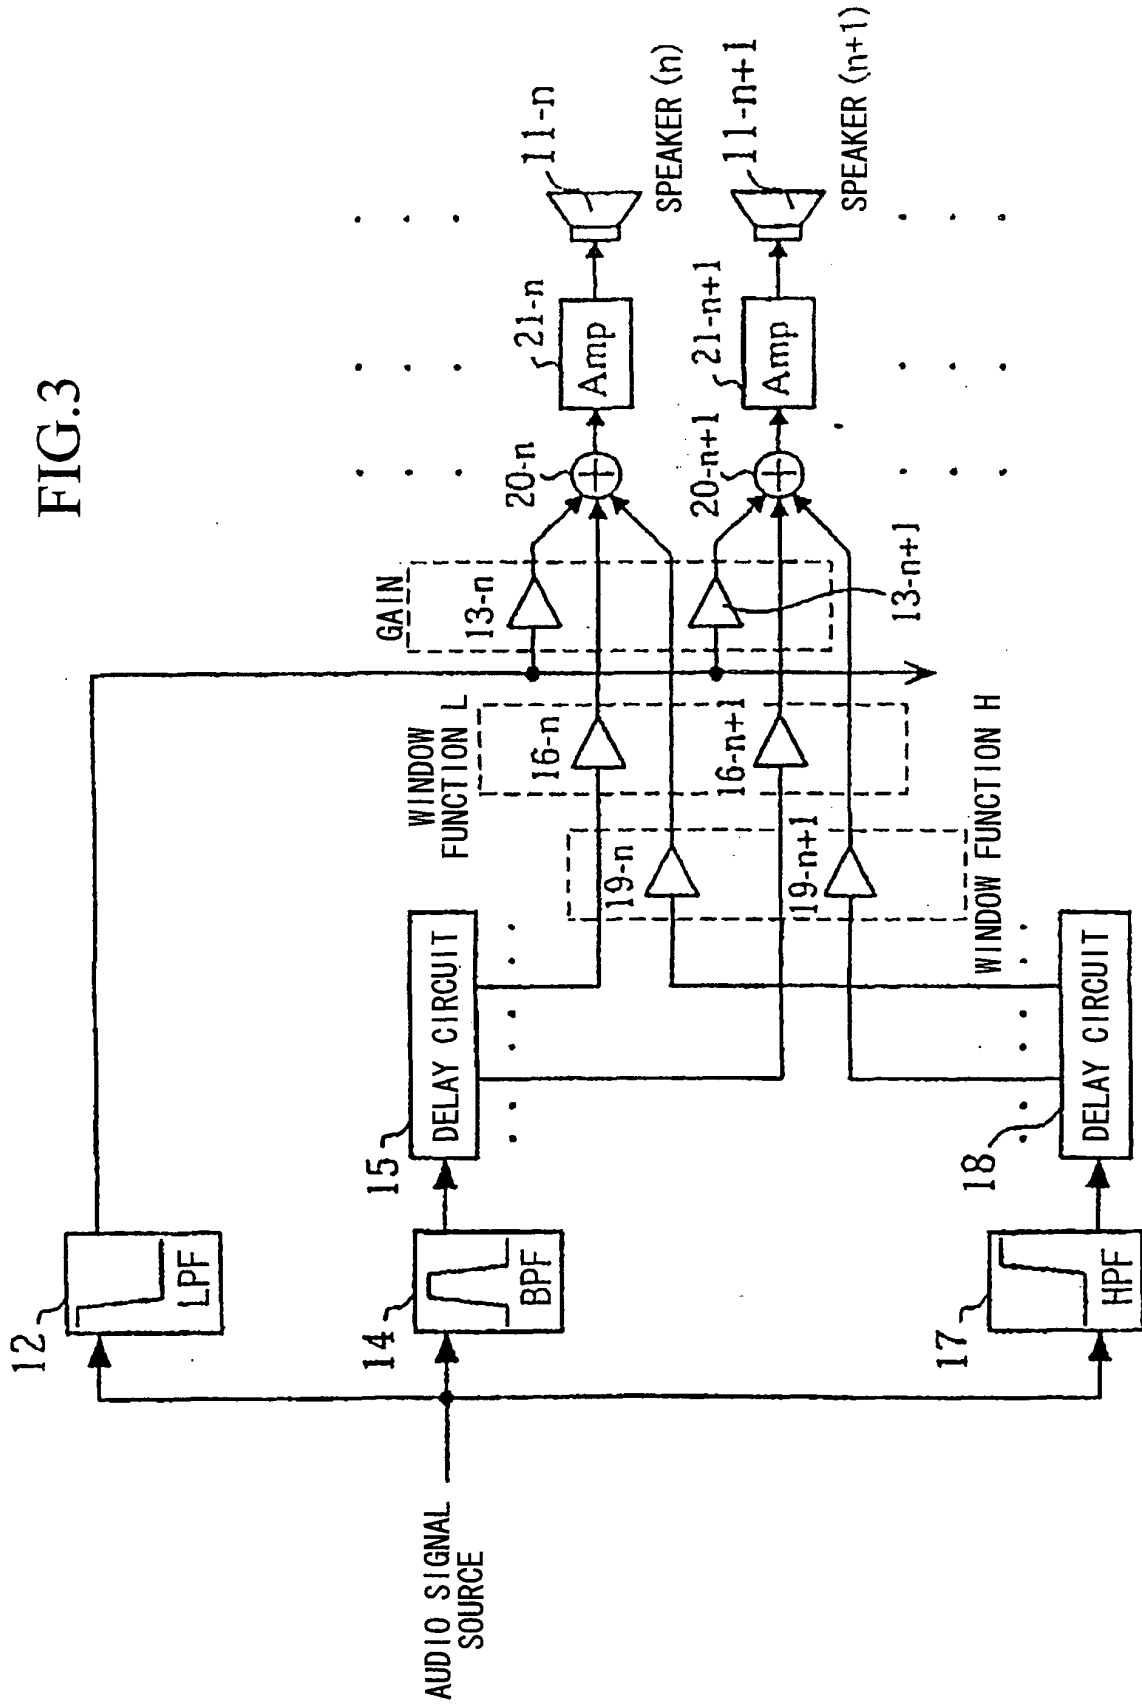 FIG.3
12
LPF
AUDIO SIGNAL
SOURCE
14
BPF
15
DELAY CIRCUIT
17
HPF
18
DELAY CIRCUIT
WINDOW
FUNCTION L
16-n
16-n+1
19-n
19-n+1
WINDOW FUNCTION H
GAIN
13-n
13-n+1
20-n
20-n+1
21-n
Amp
21-n+1
Amp
11-n
SPEAKER (n)
11-n+1
SPEAKER (n+1)